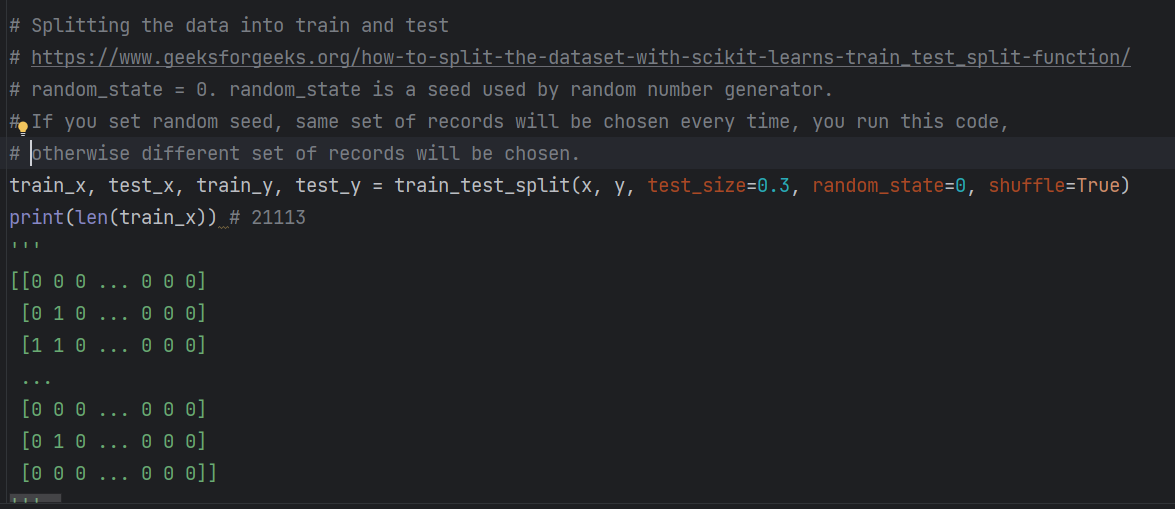 # Splitting the data into train and test
# https://www.geeksforgeeks.org/how-to-split-the-dataset-with-scikit-learns-train_test_split-function/
# random_state = 0. random_state is a seed used by random number generator.
# If you set random seed, same set of records will be chosen every time, you run this code,
# otherwise different set of records will be chosen.
train_x, test_x, train_y, test_y = train_test_split(x, y, test_size=0.3, random_state=0, shuffle=True)
print(len(train_x)) # 21113
'''
[[0 0 0 ... 0 0 0]
 [0 1 0 ... 0 0 0]
 [1 1 0 ... 0 0 0]
 ...
 [0 0 0 ... 0 0 0]
 [0 1 0 ... 0 0 0]
 [0 0 0 ... 0 0 0]]
'''